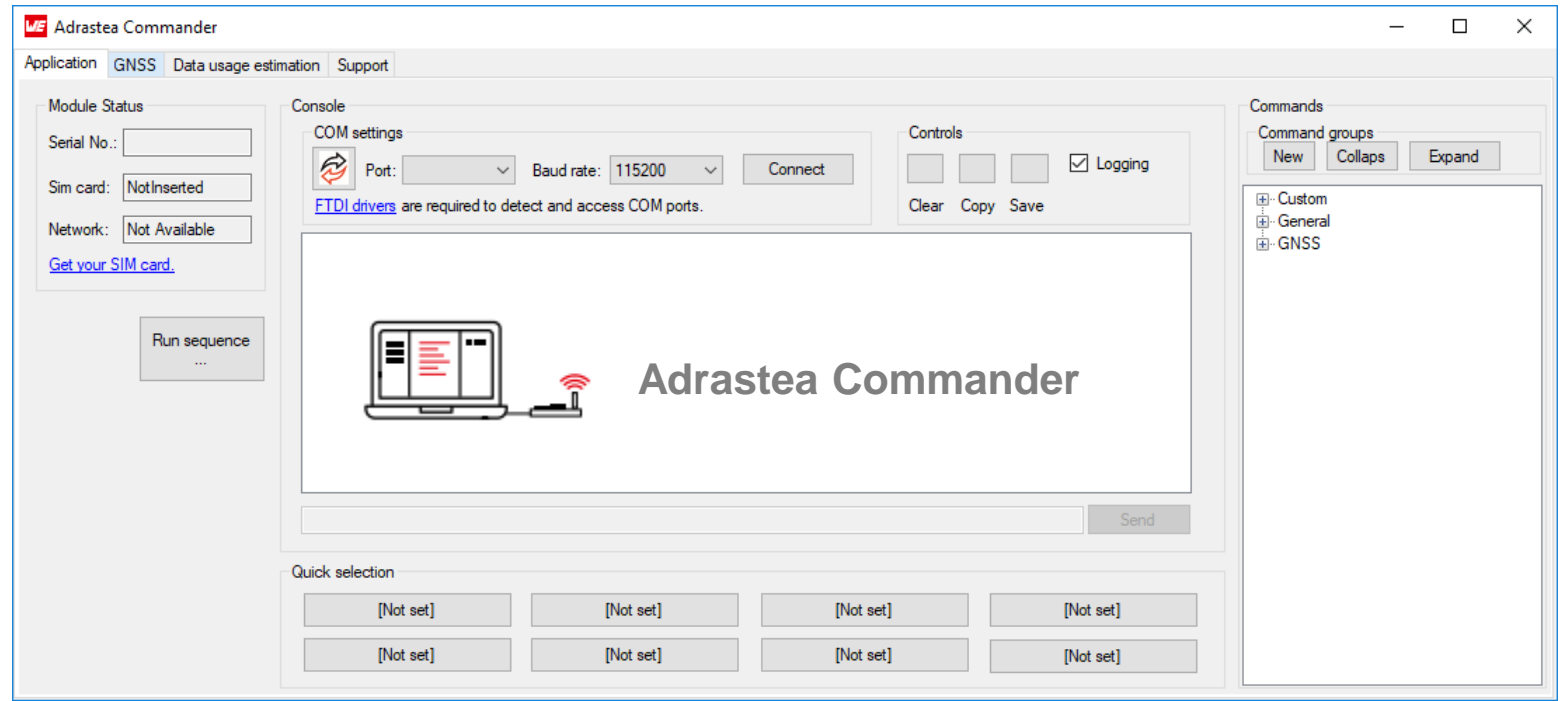 WE Adrastea Commander
Application GNSS Data usage estimation Support
Module Status
Serial No.:
Sim card: NotInserted
Network: Not Available
Get your SIM card.
Run sequence
...
Console
COM settings
Port: Baud rate: 115200 Connect
FTDI drivers are required to detect and access COM ports.
Controls
Logging
Clear Copy Save
Adrastea Commander
Send
Quick selection
[Not set] [Not set] [Not set] [Not set]
[Not set] [Not set] [Not set] [Not set]
Commands
Command groups
New Collaps Expand
Custom
General
GNSS